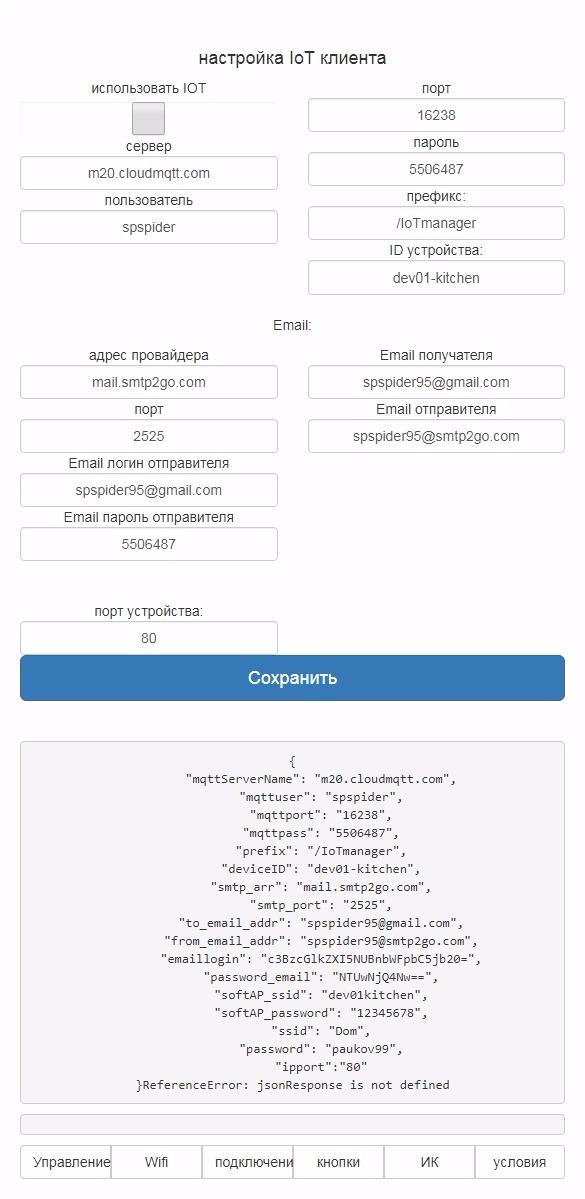 настройка IoT клиента
использовать IOT
сервер
m20.cloudmqtt.com
пользователь
spspider
порт
16238
пароль
5506487
префикс:
/IoTmanager
ID устройства:
dev01-kitchen
Email:
адрес провайдера
mail.smtp2go.com
порт
2525
Email логин отправителя
spspider95@gmail.com
Email пароль отправителя
5506487
Email получателя
spspider95@gmail.com
Email отправителя
spspider95@smtp2go.com
порт устройства:
80
Сохранить
{
"mqttServerName": "m20.cloudmqtt.com",
"mqttuser": "spspider",
"mqttport": "16238",
"mqttpass": "5506487",
"prefix": "/IoTmanager",
"deviceID": "dev01-kitchen",
"smtp_arr": "mail.smtp2go.com",
"smtp_port": "2525",
"to_email_addr": "spspider95@gmail.com",
"from_email_addr": "spspider95@smtp2go.com",
"emaillogin": "c3BzcGlkZXI5NUBnbWFpbC5jb20=",
"password_email": "NTUwNjQ4Nw==",
"softAP_ssid": "dev01kitchen",
"softAP_password": "12345678",
"ssid": "Dom",
"password": "paukov99",
"ipport":"80"
}ReferenceError: jsonResponse is not defined
Управление
Wifi
подключени
кнопки
ИК
условия